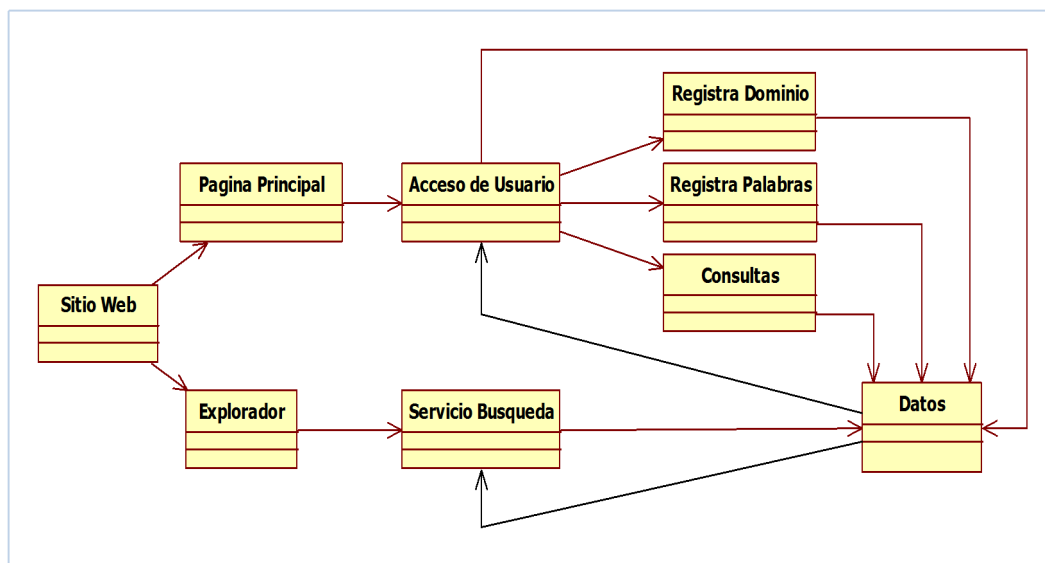 Registra Dominio
Pagina Principal
Acceso de Usuario
Registra Palabras
Consultas
Sitio Web
Explorador
Servicio Busqueda
Datos